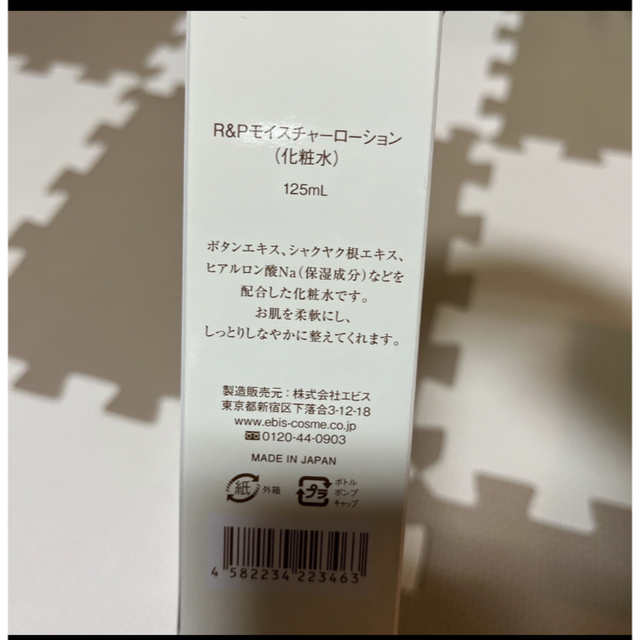 R&Pモイスチャーローション
（化粧水）
125mL
ボタンエキス、シャクヤク根エキス、
ヒアルロン酸Na（保湿成分）などを
配合した化粧水です。
お肌を柔軟にし、
しっとりしなやかに整えてくれます。
製造販売元：株式会社エビス
東京都新宿区下落合3-12-18
www.ebis-cosme.co.jp
0120-44-0903
MADE IN JAPAN
紙 外箱
プラ ボトル
ポンプ
キャップ
4 582234 223463